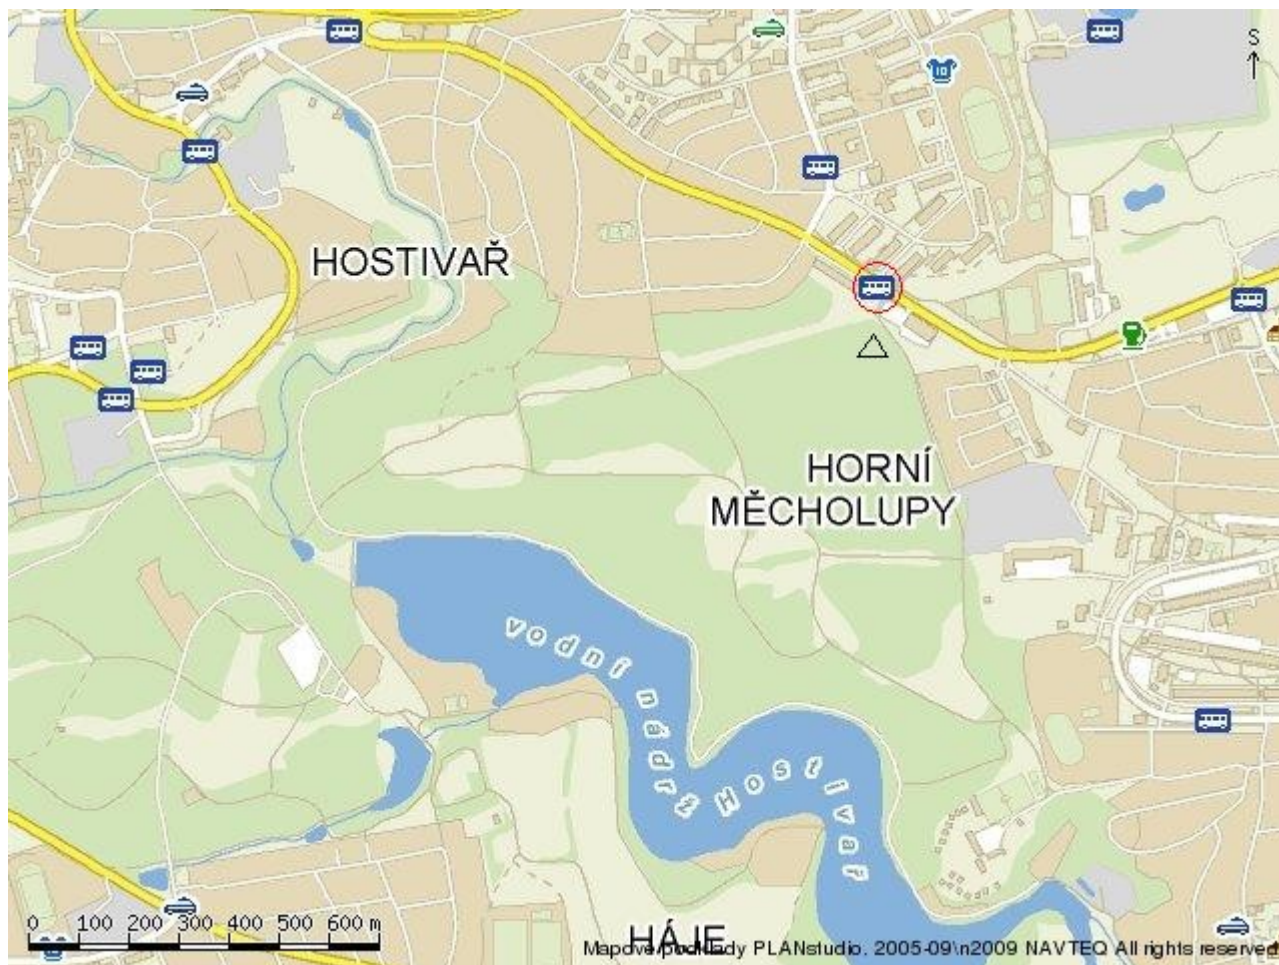 S
10
HOSTIVAŘ
HORNÍ
MĚCHOLUPY
vodní nádrž Hostivař
0 100 200 300 400 500 600 m
HÁJE
Mapové podklady PLANstudio, 2005-09\n2009 NAVTEQ All rights reserved